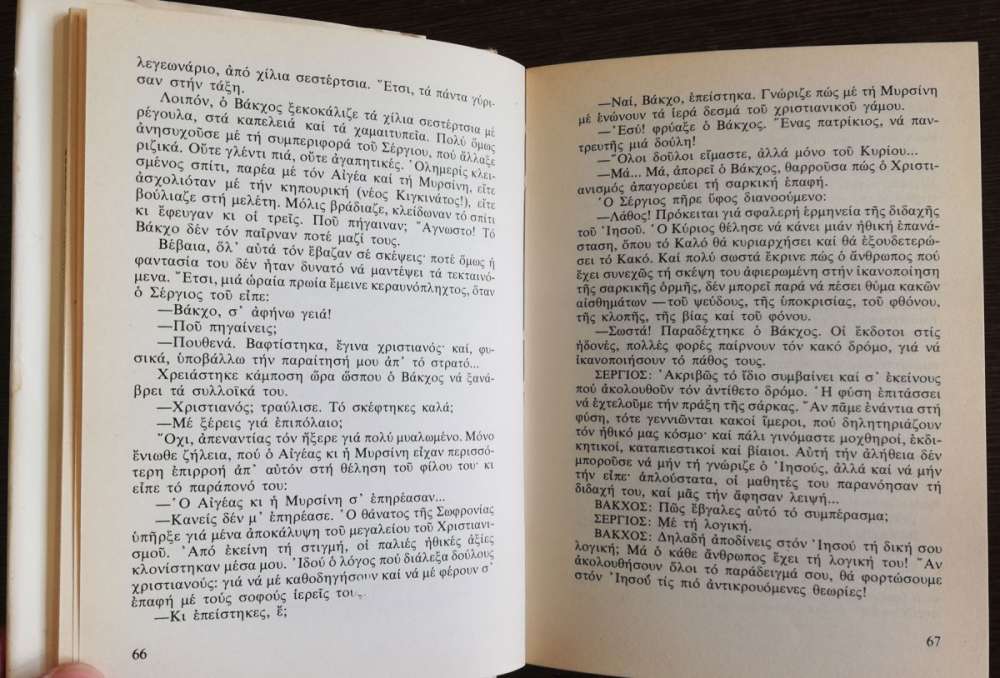 λεγεωνάριο, ἀπό χίλια σεστέρτσια. Ἔτσι, τά πάντα γύρι-
σαν στήν τάξη.
Λοιπόν, ὁ Βάκχος ξεκοκάλιζε τά χίλια σεστέρτσια μέ
ρέγουλα, στά καπελειά καί τά χαμαιτυπεῖα. Πολύ ὅμως
ἀνησυχοῦσε μέ τή συμπεριφορά τοῦ Σέργιου, πού ἄλλαξε
ριζικά. Οὔτε γλέντι πιά, οὔτε ἀγαπητικές. Ὁλημερίς κλει-
σμένος σπίτι, παρέα μέ τόν Αἰγέα καί τή Μυρσίνη, εἴτε
ἀσχολιόταν μέ τήν κηπουρική (νέος Κιγκινάτος!), εἴτε
βούλιαζε στή μελέτη. Μόλις βράδιαζε, κλείδωναν τό σπίτι
κι ἔφευγαν κι οἱ τρεῖς. Ποῦ πήγαιναν; Ἄγνωστο! Τό
Βάκχο δέν τόν παῖρναν ποτέ μαζί τους.
Βέβαια, ὅλ' αὐτά τόν ἔβαζαν σέ σκέψεις· ποτέ ὅμως ἡ
φαντασία του δέν ἦταν δυνατό νά μαντέψει τά τεκταινό-
μενα. Ἔτσι, μιά ὡραία πρωία ἔμεινε κεραυνόπληχτος, ὅταν
ὁ Σέργιος τοῦ εἶπε:
—Βάκχο, σ' ἀφήνω γειά!
—Ποῦ πηγαίνεις;
—Πουθενά. Βαφτίστηκα, ἔγινα χριστιανός· καί, φυ-
σικά, ὑποβάλλω τήν παραίτησή μου ἀπ' τό στρατό...
Χρειάστηκε κάμποση ὥρα ὥσπου ὁ Βάκχος νά ξανά-
βρει τά συλλοϊκά του.
—Χριστιανός; τραύλισε. Τό σκέφτηκες καλά;
—Μέ ξέρεις γιά ἐπιπόλαιο;
Ὄχι, ἀπεναντίας τόν ἤξερε γιά πολύ μυαλωμένο. Μόνο
ἔνιωθε ζήλεια, πού ὁ Αἰγέας κι ἡ Μυρσίνη εἶχαν περισσό-
τερη ἐπιρροή ἀπ' αὐτόν στή θέληση τοῦ φίλου του· κι
εἶπε τό παράπονό του:
—Ὁ Αἰγέας κι ἡ Μυρσίνη σ' ἐπηρέασαν...
—Κανείς δέν μ' ἐπηρέασε. Ὁ θάνατος τῆς Σωφρονίας
ὑπῆρξε γιά μένα ἀποκάλυψη τοῦ μεγαλείου τοῦ Χριστιανι-
σμοῦ. Ἀπό ἐκείνη τή στιγμή, οἱ παλιές ἠθικές ἀξίες
κλονίστηκαν μέσα μου. Ἰδού ὁ λόγος πού διάλεξα δούλους
χριστιανούς: γιά νά μέ καθοδηγήσουν καί νά μέ φέρουν σ'
ἐπαφή μέ τούς σοφούς ἱερεῖς τους.
—Κι ἐπείστηκες, ἔ;
66
—Ναί, Βάκχο, ἐπείστηκα. Γνώριζε πώς μέ τή Μυρσίνη
μέ ἑνώνουν τά ἱερά δεσμά τοῦ χριστιανικοῦ γάμου.
—Ἐσύ! φρύαξε ὁ Βάκχος. Ἕνας πατρίκιος, νά παν-
τρευτῆς μιά δούλη!
—Ὅλοι δοῦλοι εἴμαστε, ἀλλά μόνο τοῦ Κυρίου...
—Μά... Μά, ἀπορεῖ ὁ Βάκχος, θαρροῦσα πώς ὁ Χριστι-
ανισμός ἀπαγορεύει τή σαρκική ἐπαφή.
Ὁ Σέργιος πῆρε ὕφος διανοούμενο:
—Λάθος! Πρόκειται γιά σφαλερή ἑρμηνεία τῆς διδαχῆς
τοῦ Ἰησοῦ. Ὁ Κύριος θέλησε νά κάνει μιάν ἠθική ἐπανά-
σταση, ὅπου τό Καλό θά κυριαρχήσει καί θά ἐξουδετερώ-
σει τό Κακό. Καί πολύ σωστά ἔκρινε πώς ὁ ἄνθρωπος πού
ἔχει συνεχῶς τή σκέψη του ἀφιερωμένη στήν ἱκανοποίηση
τῆς σαρκικῆς ὁρμῆς, δέν μπορεῖ παρά νά πέσει θύμα κακῶν
αἰσθημάτων —τοῦ ψεύδους, τῆς ὑποκρισίας, τοῦ φθόνου,
τῆς κλοπῆς, τῆς βίας καί τοῦ φόνου.
—Σωστά! Παραδέχτηκε ὁ Βάκχος. Οἱ ἔκδοτοι στίς
ἡδονές, πολλές φορές παίρνουν τόν κακό δρόμο, γιά νά
ἱκανοποιήσουν τό πάθος τους.
ΣΕΡΓΙΟΣ: Ἀκριβῶς τό ἴδιο συμβαίνει καί σ' ἐκείνους
πού ἀκολουθοῦν τόν ἀντίθετο δρόμο. Ἡ φύση ἐπιτάσσει
νά ἐχτελοῦμε τήν πράξη τῆς σάρκας. Ἄν πᾶμε ἐνάντια στή
φύση, τότε γεννιῶνται κακοί ἵμεροι, πού δηλητηριάζουν
τόν ἠθικό μας κόσμο· καί πάλι γινόμαστε μοχθηροί, ἐκδι-
κητικοί, καταπιεστικοί καί βίαιοι. Αὐτή τήν ἀλήθεια δέν
μποροῦσε νά μήν τή γνώριζε ὁ Ἰησοῦς, ἀλλά καί νά μήν
τήν εἶπε· ἁπλούστατα, οἱ μαθητές του παρανόησαν τή
διδαχή του, καί μᾶς τήν ἄφησαν λειψή...
ΒΑΚΧΟΣ: Πῶς ἔβγαλες αὐτό τό συμπέρασμα;
ΣΕΡΓΙΟΣ: Μέ τή λογική.
ΒΑΚΧΟΣ: Δηλαδή ἀποδίνεις στόν Ἰησοῦ τή δική σου
λογική; Μά ὁ κάθε ἄνθρωπος ἔχει τή λογική του! Ἄν
ἀκολουθήσουν ὅλοι τό παράδειγμά σου, θά φορτώσουμε
στόν Ἰησοῦ τίς πιό ἀντικρουόμενες θεωρίες!
67